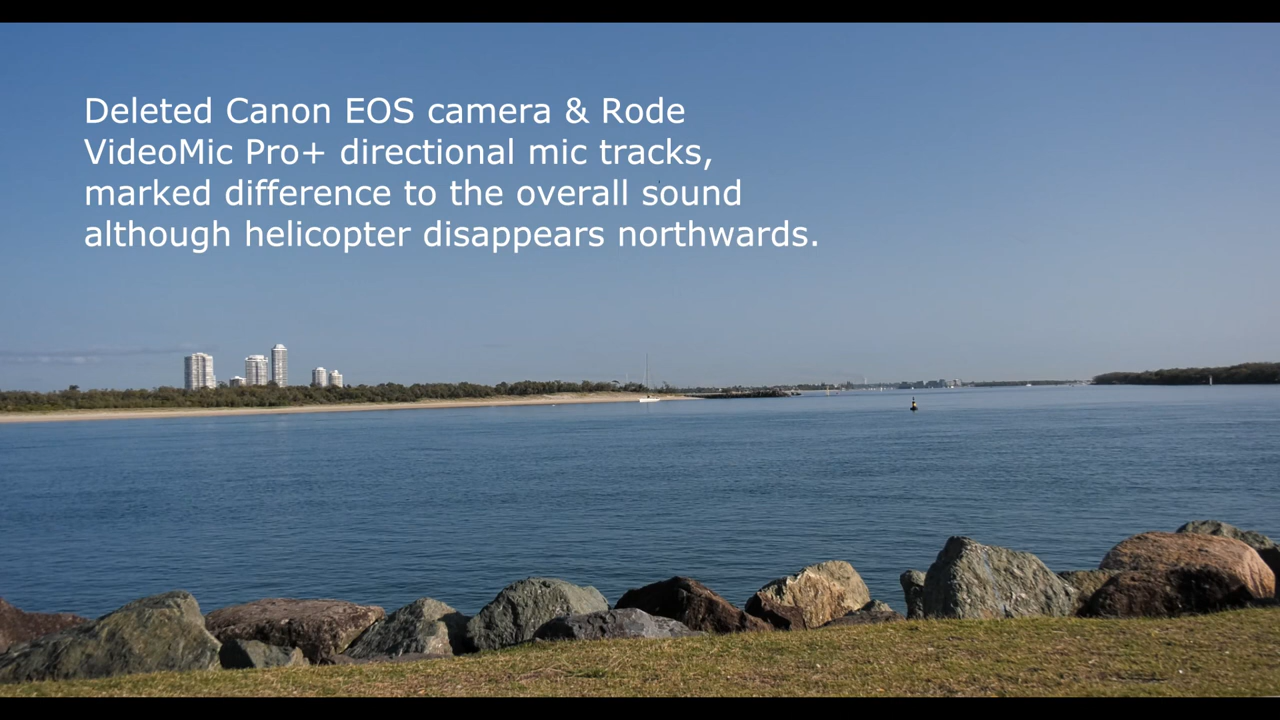 Deleted Canon EOS camera & Rode
VideoMic Pro+ directional mic tracks,
marked difference to the overall sound
although helicopter disappears northwards.